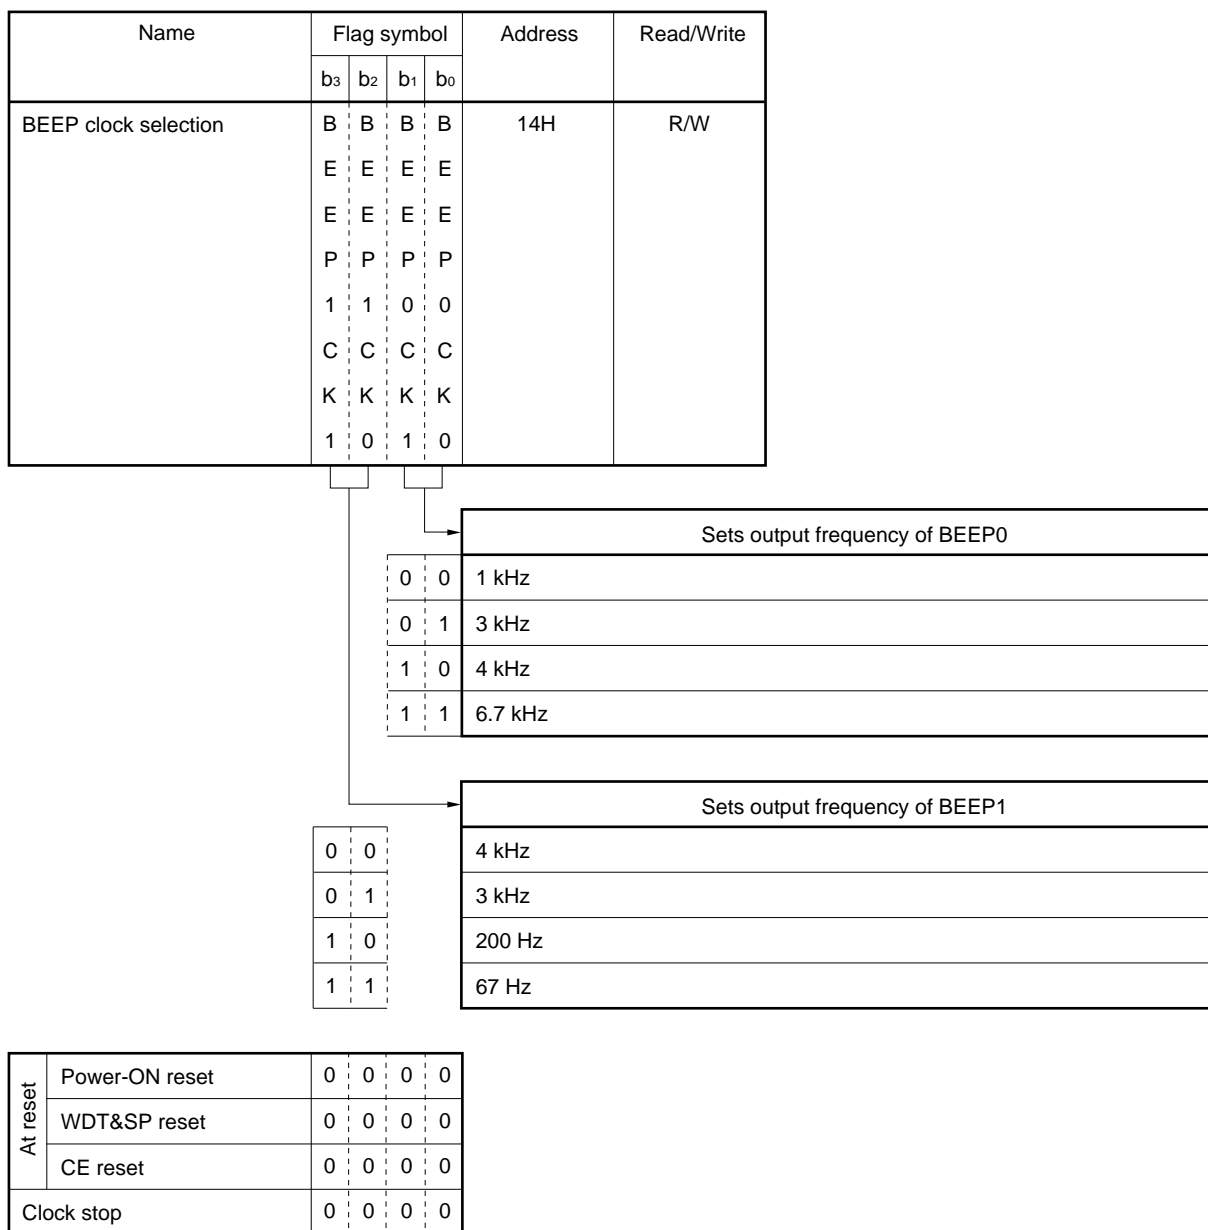 Name Flag symbol Address Read/Write
b3 b2 b1 b0
BEEP clock selection B B B B 14H R/W
E E E E
E E E E
P P P P
1 1 0 0
C C C C
K K K K
1 0 1 0
Sets output frequency of BEEP0
0 0 1 kHz
0 1 3 kHz
1 0 4 kHz
1 1 6.7 kHz
Sets output frequency of BEEP1
0 0 4 kHz
0 1 3 kHz
1 0 200 Hz
1 1 67 Hz
At reset
Power-ON reset 0 0 0 0
WDT&SP reset 0 0 0 0
CE reset 0 0 0 0
Clock stop 0 0 0 0